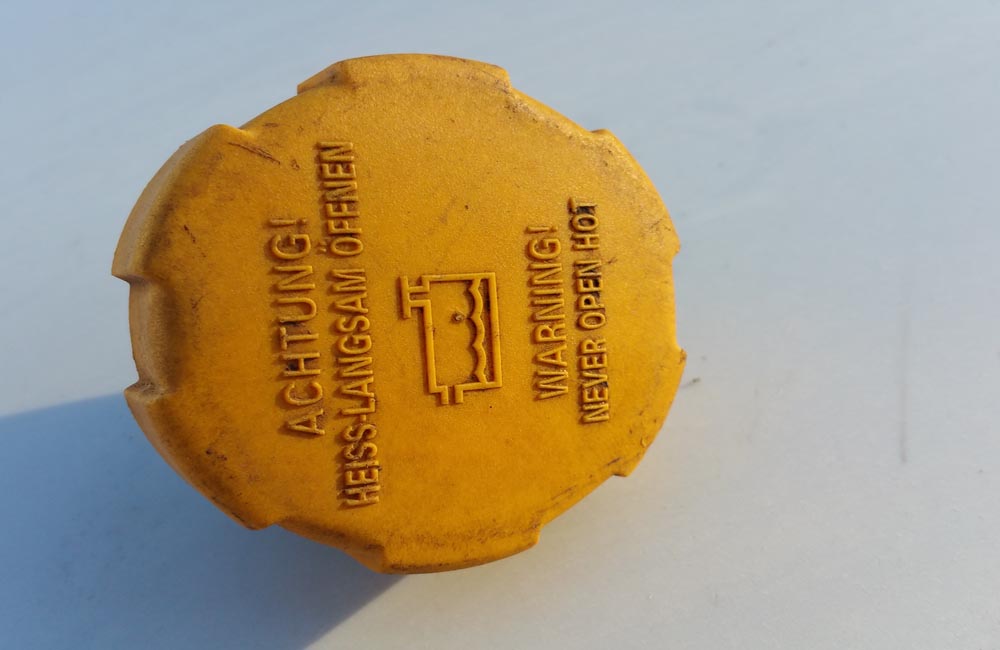 ACHTUNG!
HEISS-LANGSAM ÖFFNEN
WARNING!
NEVER OPEN HOT